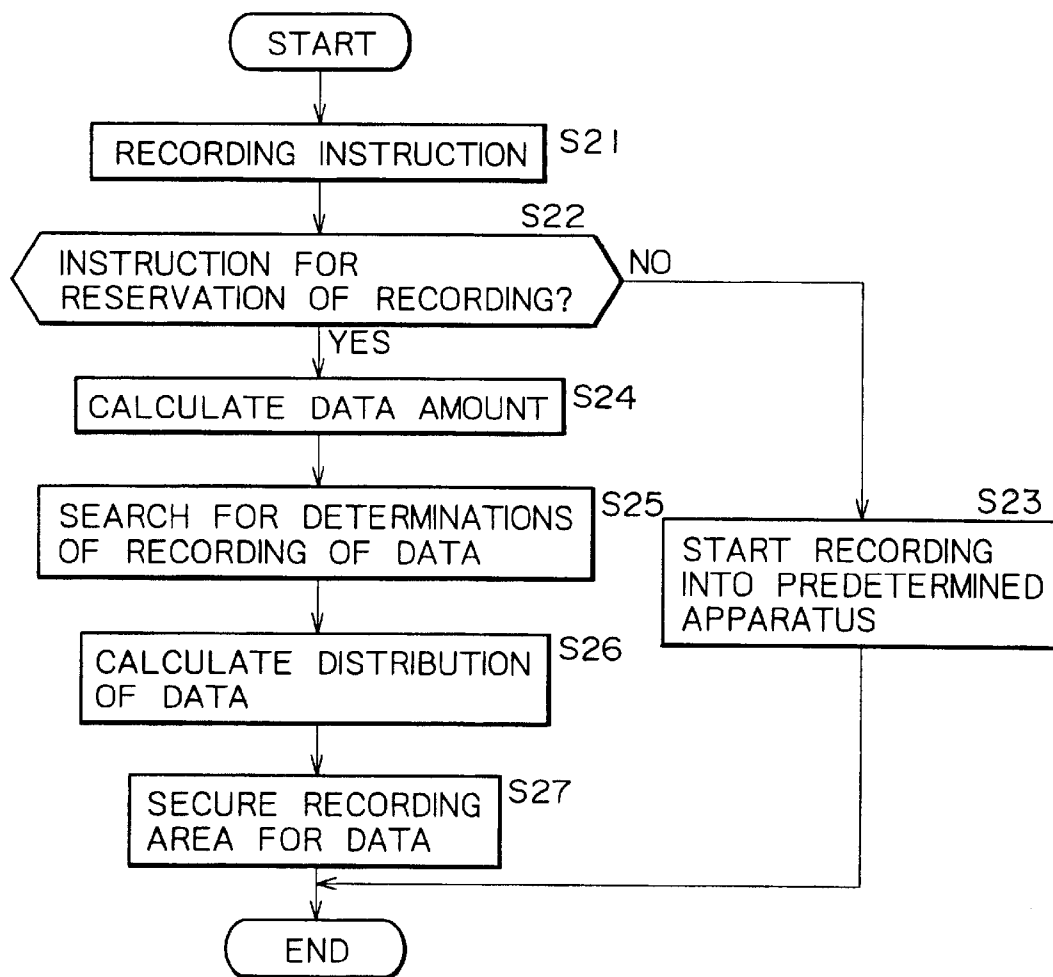 START
RECORDING INSTRUCTION
S21
S22
INSTRUCTION FOR
RESERVATION OF RECORDING?
NO
YES
CALCULATE DATA AMOUNT
S24
SEARCH FOR DETERMINATIONS
OF RECORDING OF DATA
S25
S23
START RECORDING
INTO PREDETERMINED
APPARATUS
CALCULATE DISTRIBUTION
OF DATA
S26
SECURE RECORDING
AREA FOR DATA
S27
END